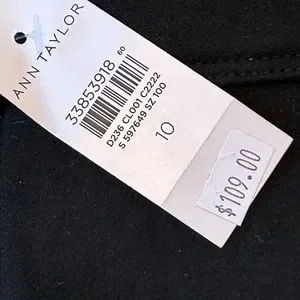 ANN TAYLOR
33853918 60
D236 CL001 C2222
S 597649 SZ 100
10
$109.00